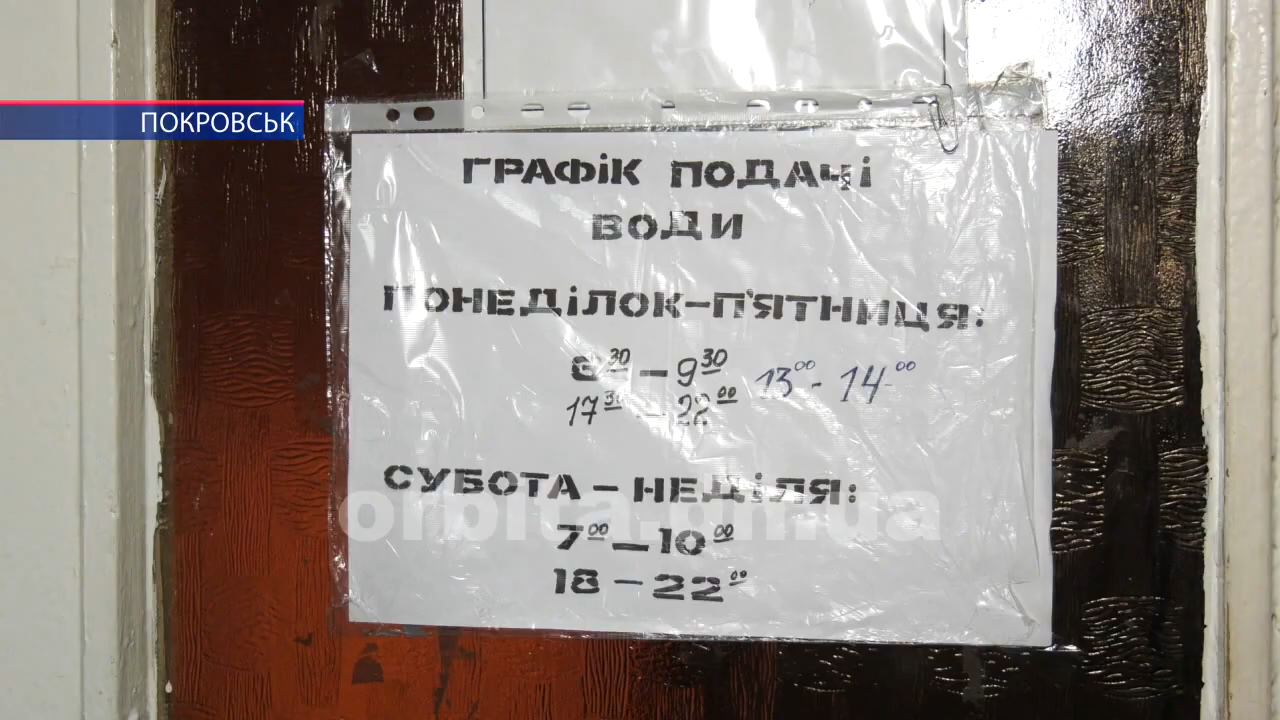 ПОКРОВСЬК
ГРАФіК ПОДАЧі
ВОДИ
ПОНЕДіЛОК-П'ЯТНИЦЯ:
6³⁰ - 9³⁰ 13⁰⁰ - 14⁰⁰
17³⁰ - 22⁰⁰
СУБОТА - НЕДіЛЯ:
orbita.dn.ua
7⁰⁰ - 10⁰⁰
18 - 22⁰⁰